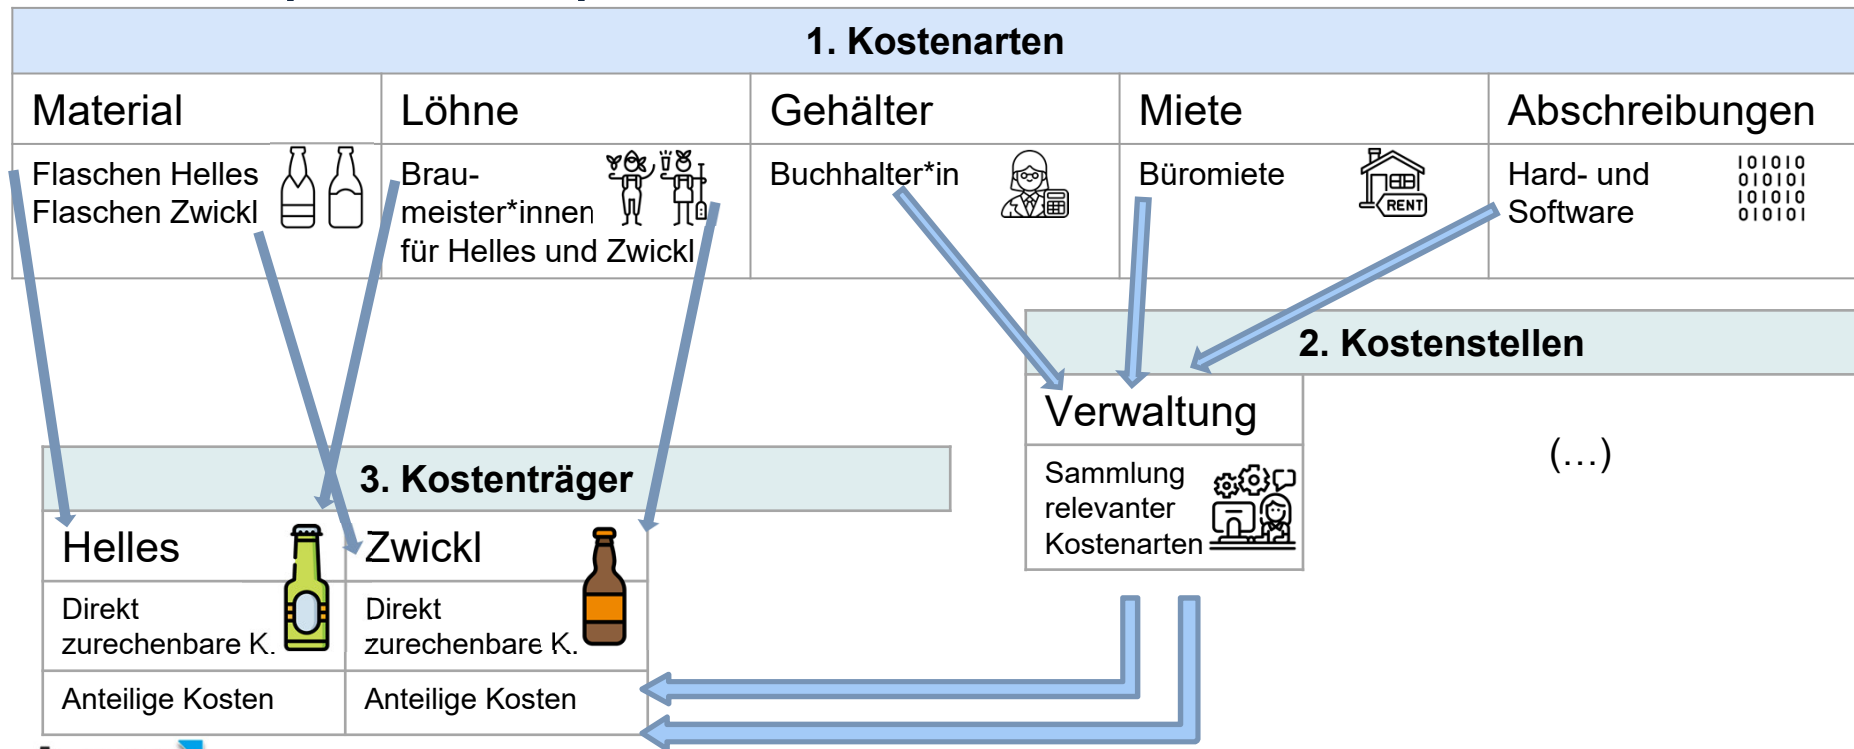 1. Kostenarten
Material
Löhne
Gehälter
Miete
Abschreibungen
Flaschen Helles
Flaschen Zwickl
Brau-
meister*innen
für Helles und Zwickl
Buchhalter*in
Büromiete
RENT
Hard- und
Software
101010
010101
101010
010101
2. Kostenstellen
Verwaltung
Sammlung
relevanter
Kostenarten
(…)
3. Kostenträger
Helles
Zwickl
Direkt
zurechenbare K.
Direkt
zurechenbare K.
Anteilige Kosten
Anteilige Kosten